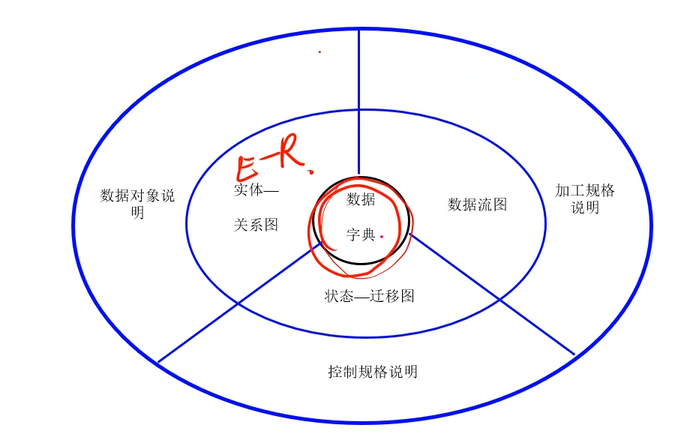 E-R
实体—
关系图
数据对象说
明
数据
字典
数据流图
加工规格
说明
状态—迁移图
控制规格说明